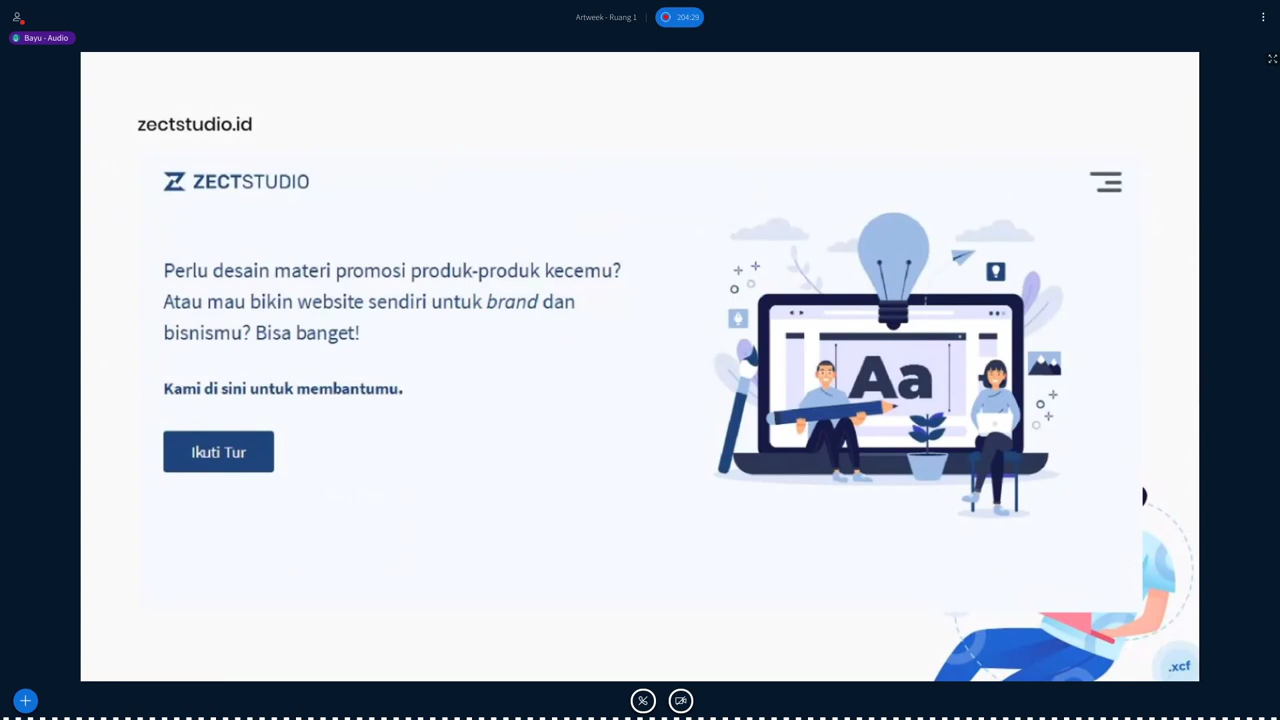 Artweek - Ruang 1
204:29
Bayu - Audio
zectstudio.id
ZECTSTUDIO
Perlu desain materi promosi produk-produk kecemu?
Atau mau bikin website sendiri untuk brand dan
bisnismu? Bisa banget!
Kami di sini untuk membantumu.
Ikuti Tur
Aa
.xcf